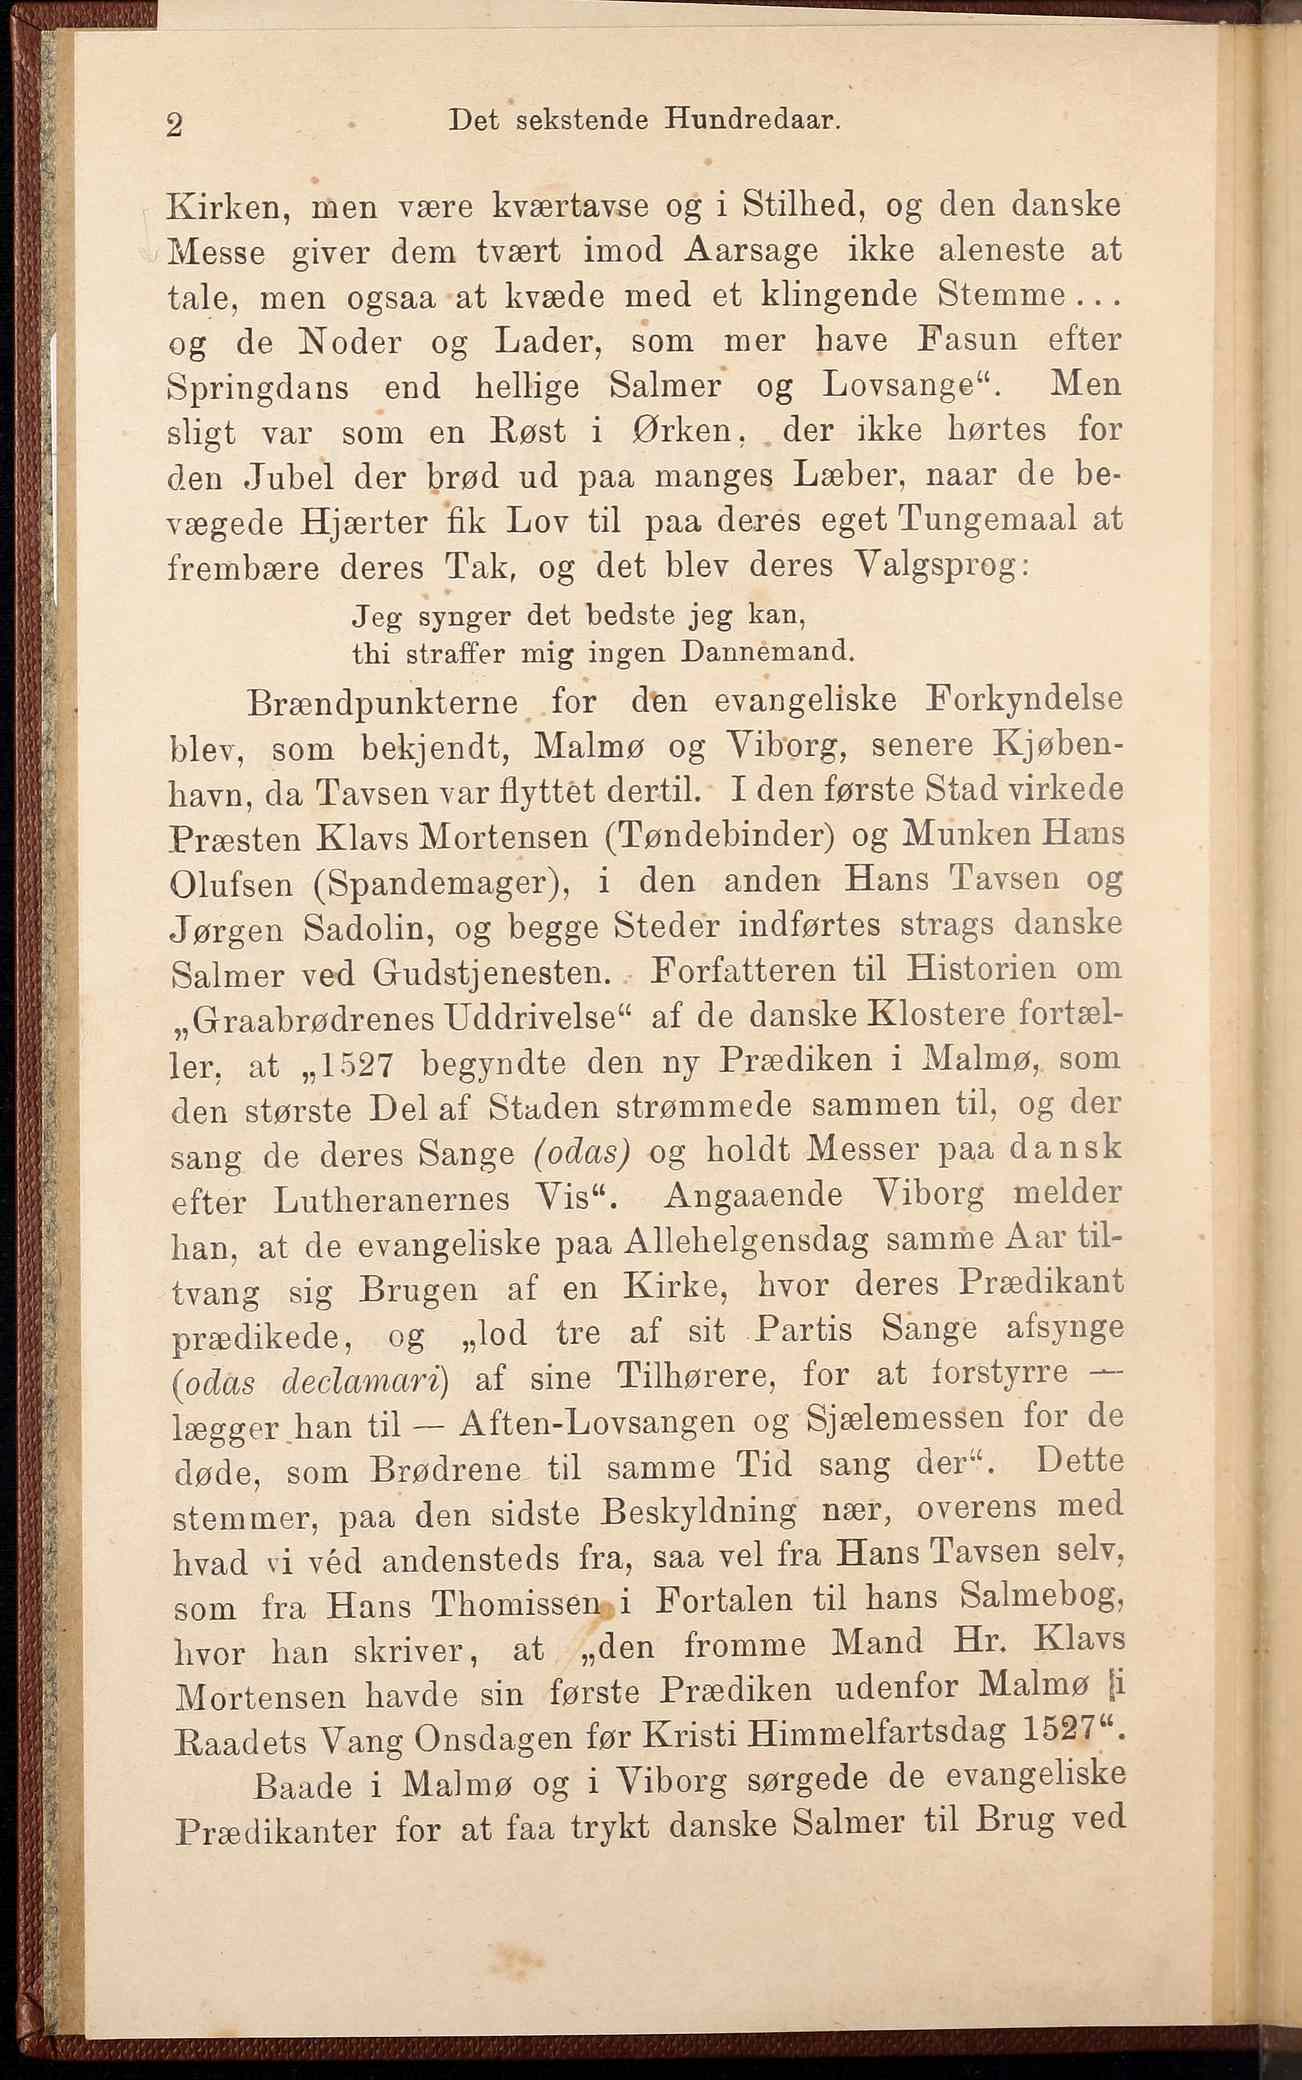 2
Det sekstende Hundredaar.
Kirken, men være kværtavse og i Stilhed, og den danske
Messe giver dem tvært imod Aarsage ikke aleneste at
tale, men ogsaa at kvæde med et klingende Stemme...
og de Noder og Lader, som mer have Fasun efter
Springdans end hellige Salmer og Lovsange“. Men
sligt var som en Røst i Ørken, der ikke hørtes for
den Jubel der brød ud paa manges Læber, naar de be-
vægede Hjærter fik Lov til paa deres eget Tungemaal at
frembære deres Tak, og det blev deres Valgsprog:
Jeg synger det bedste jeg kan,
thi straffer mig ingen Dannemand.
Brændpunkterne for den evangeliske Forkyndelse
blev, som bekjendt, Malmø og Viborg, senere Kjøben-
havn, da Tavsen var flyttet dertil. I den første Stad virkede
Præsten Klavs Mortensen (Tøndebinder) og Munken Hans
Olufsen (Spandemager), i den anden Hans Tavsen og
Jørgen Sadolin, og begge Steder indførtes strags danske
Salmer ved Gudstjenesten. Forfatteren til Historien om
„Graabrødrenes Uddrivelse“ af de danske Klostere fortæl-
ler, at „1527 begyndte den ny Prædiken i Malmø, som
den største Del af Staden strømmede sammen til, og der
sang de deres Sange (odas) og holdt Messer paa dansk
efter Lutheranernes Vis“. Angaaende Viborg melder
han, at de evangeliske paa Allehelgensdag samme Aar til-
tvang sig Brugen af en Kirke, hvor deres Prædikant
prædikede, og „lod tre af sit Partis Sange afsynge
(odas declamari) af sine Tilhørere, for at forstyrre —
lægger han til — Aften-Lovsangen og Sjælemessen for de
døde, som Brødrene til samme Tid sang der“. Dette
stemmer, paa den sidste Beskyldning nær, overens med
hvad vi véd andensteds fra, saa vel fra Hans Tavsen selv,
som fra Hans Thomissen i Fortalen til hans Salmebog,
hvor han skriver, at „den fromme Mand Hr. Klavs
Mortensen havde sin første Prædiken udenfor Malmø i
Raadets Vang Onsdagen før Kristi Himmelfartsdag 1527“.
Baade i Malmø og i Viborg sørgede de evangeliske
Prædikanter for at faa trykt danske Salmer til Brug ved